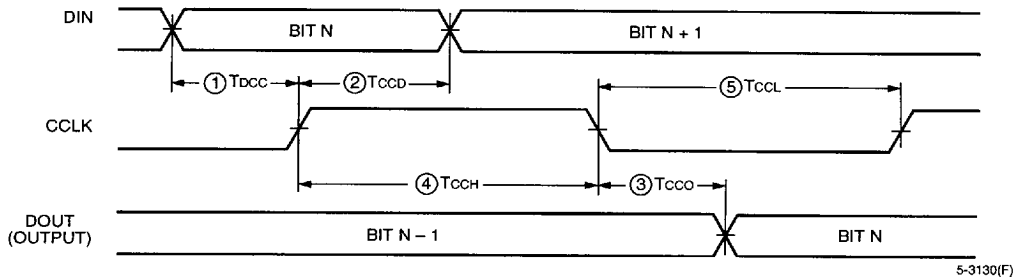 DIN
BIT N
BIT N + 1
① TDCC
② TCCD
⑤ TCCL
CCLK
④ TCCH
③ TCCO
DOUT
(OUTPUT)
BIT N – 1
BIT N
5-3130(F)